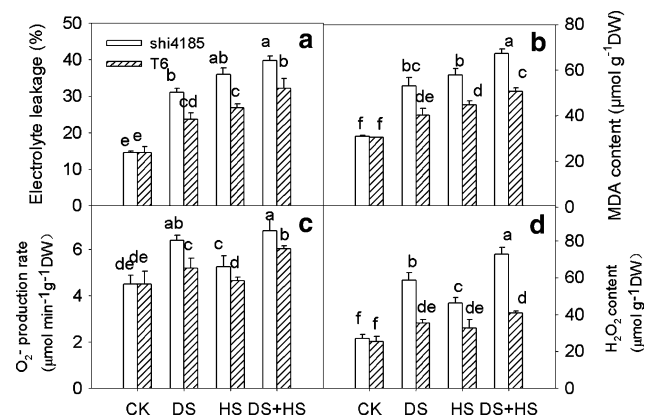 50
40
30
20
10
0
Electrolyte leakage (%)
shi4185
T6
a
e e b cd ab c a b
80
60
40
20
0
MDA content (μmol g-1DW)
b
f f bc de b d a c
6
4
2
0
O2- production rate
(μmol min-1g-1DW)
c
de de ab c c d a b
80
60
40
20
0
H2O2 content
(μmol g-1DW)
d
f f b de c de a d
CK DS HS DS+HS
CK DS HS DS+HS